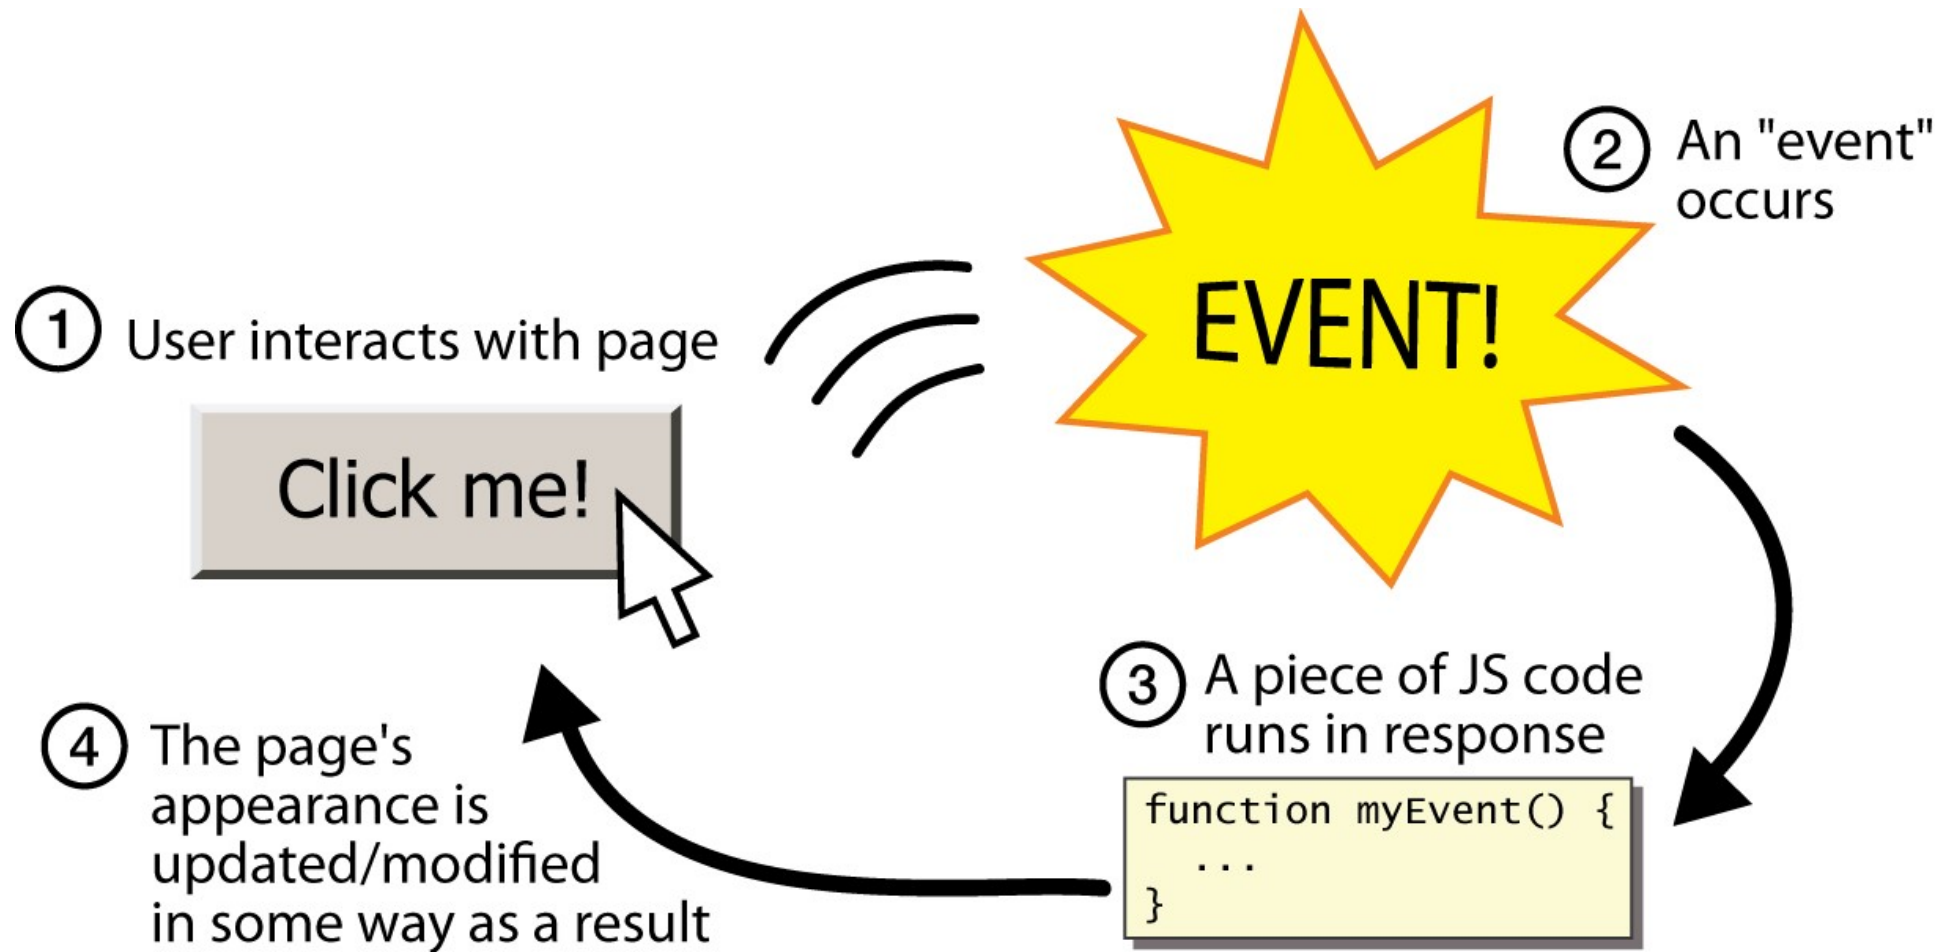 1 User interacts with page
Click me!
EVENT!
2 An "event"
occurs
3 A piece of JS code
runs in response
function myEvent() {
...
}
4 The page's
appearance is
updated/modified
in some way as a result